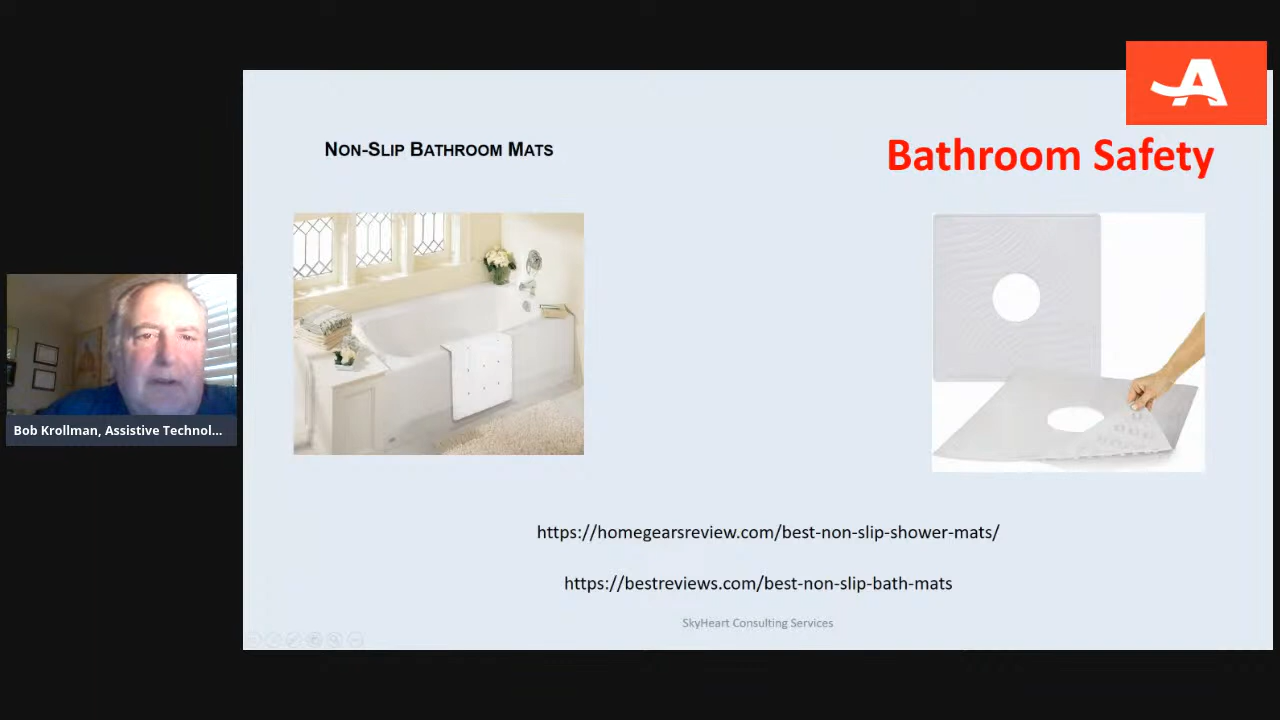 Non-Slip Bathroom Mats
Bathroom Safety
Bob Krollman, Assistive Technol...
https://homegearsreview.com/best-non-slip-shower-mats/
https://bestreviews.com/best-non-slip-bath-mats
SkyHeart Consulting Services